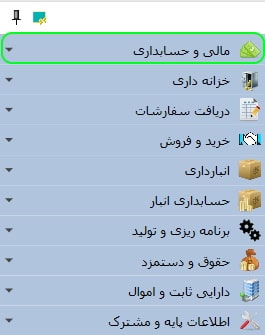 مالی و حسابداری
خزانه داری
دریافت سفارشات
خرید و فروش
انبارداری
حسابداری انبار
برنامه ریزی و تولید
حقوق و دستمزد
دارایی ثابت و اموال
اطلاعات پایه و مشترک